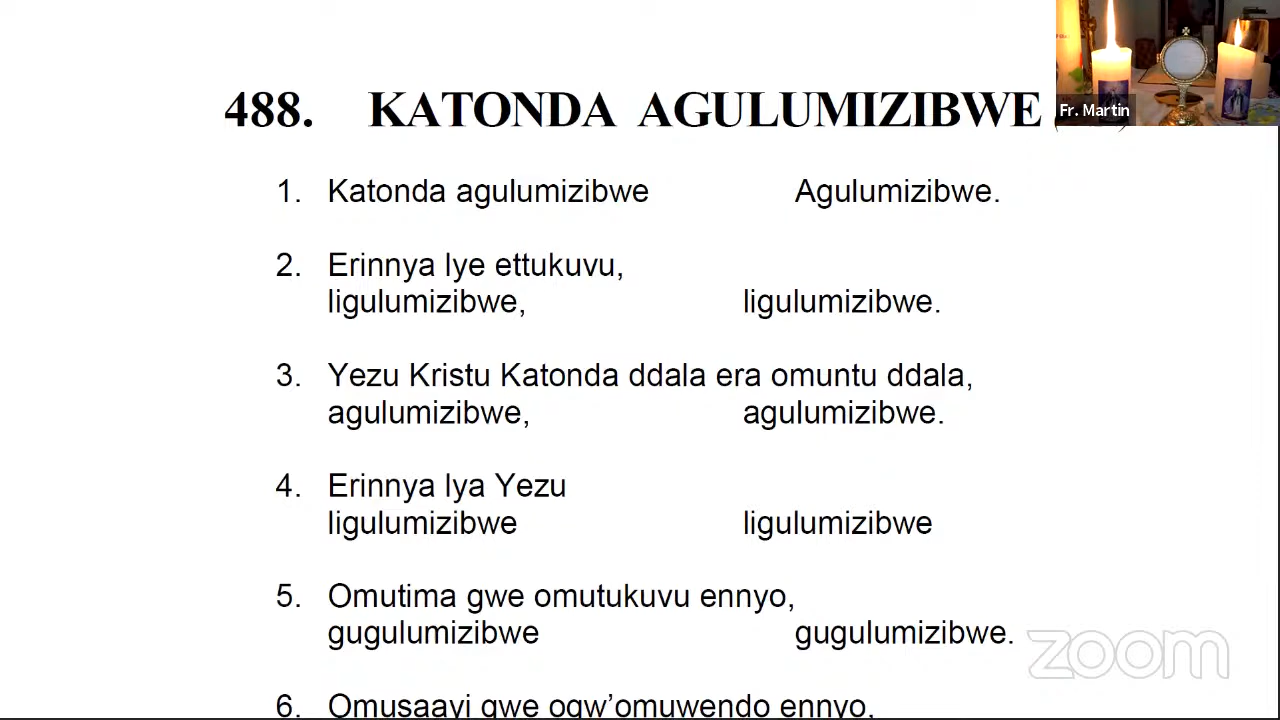 488. KATONDA AGULUMIZIBWE
Fr. Martin
1. Katonda agulumizibwe Agulumizibwe.
2. Erinnya lye ettukuvu,
ligulumizibwe, ligulumizibwe.
3. Yezu Kristu Katonda ddala era omuntu ddala,
agulumizibwe, agulumizibwe.
4. Erinnya lya Yezu
ligulumizibwe ligulumizibwe
5. Omutima gwe omutukuvu ennyo,
gugulumizibwe gugulumizibwe.
zoom
6. Omusaayi gwe ogw’omuwendo ennyo,